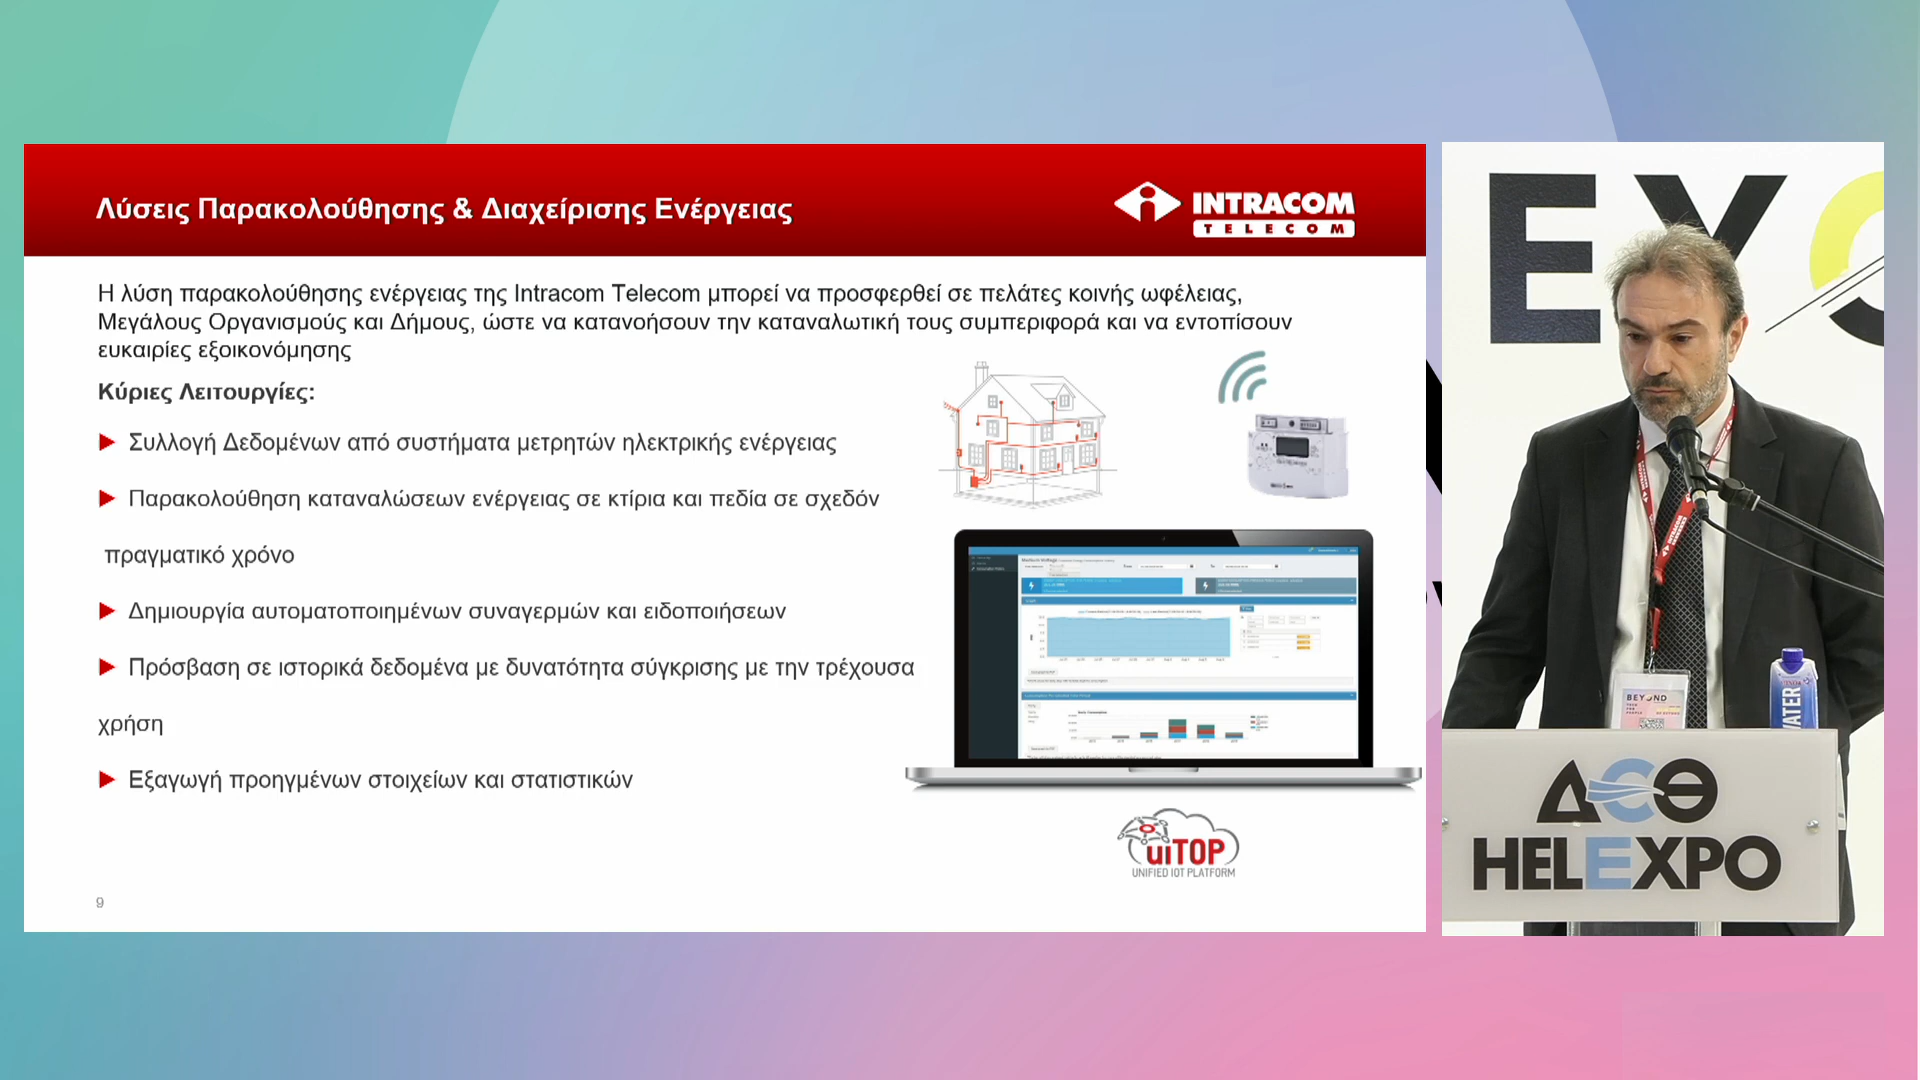 Λύσεις Παρακολούθησης & Διαχείρισης Ενέργειας
INTRACOM
TELECOM
Η λύση παρακολούθησης ενέργειας της Intracom Telecom μπορεί να προσφερθεί σε πελάτες κοινής ωφέλειας,
Μεγάλους Οργανισμούς και Δήμους, ώστε να κατανοήσουν την καταναλωτική τους συμπεριφορά και να εντοπίσουν
ευκαιρίες εξοικονόμησης
Κύριες Λειτουργίες:
Συλλογή Δεδομένων από συστήματα μετρητών ηλεκτρικής ενέργειας
Παρακολούθηση καταναλώσεων ενέργειας σε κτίρια και πεδία σε σχεδόν
πραγματικό χρόνο
Δημιουργία αυτοματοποιημένων συναγερμών και ειδοποιήσεων
Πρόσβαση σε ιστορικά δεδομένα με δυνατότητα σύγκρισης με την τρέχουσα
χρήση
Εξαγωγή προηγμένων στοιχείων και στατιστικών
uiTOP
UNIFIED IOT PLATFORM
9
BEYOND
WATER
ΔΕΘ
HELEXPO